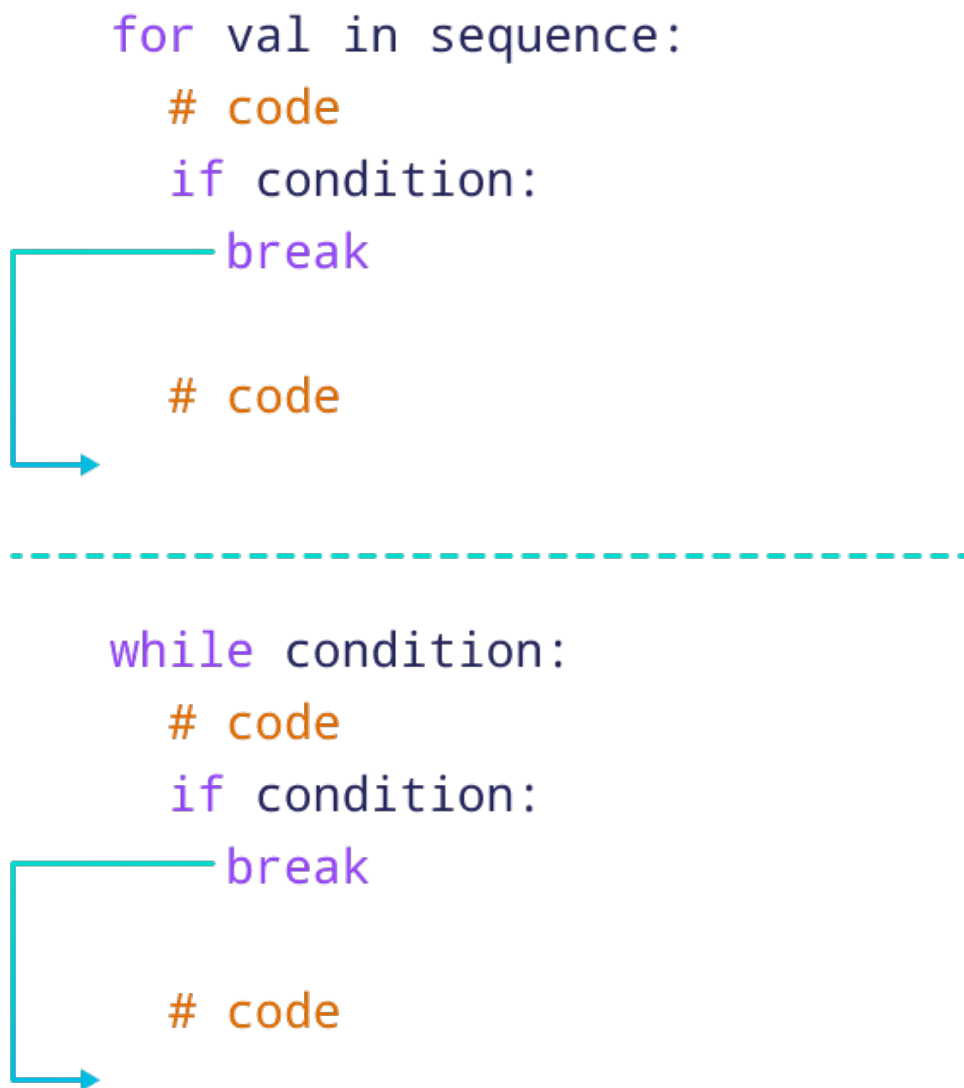 for val in sequence:
# code
if condition:
break
# code
while condition:
# code
if condition:
break
# code